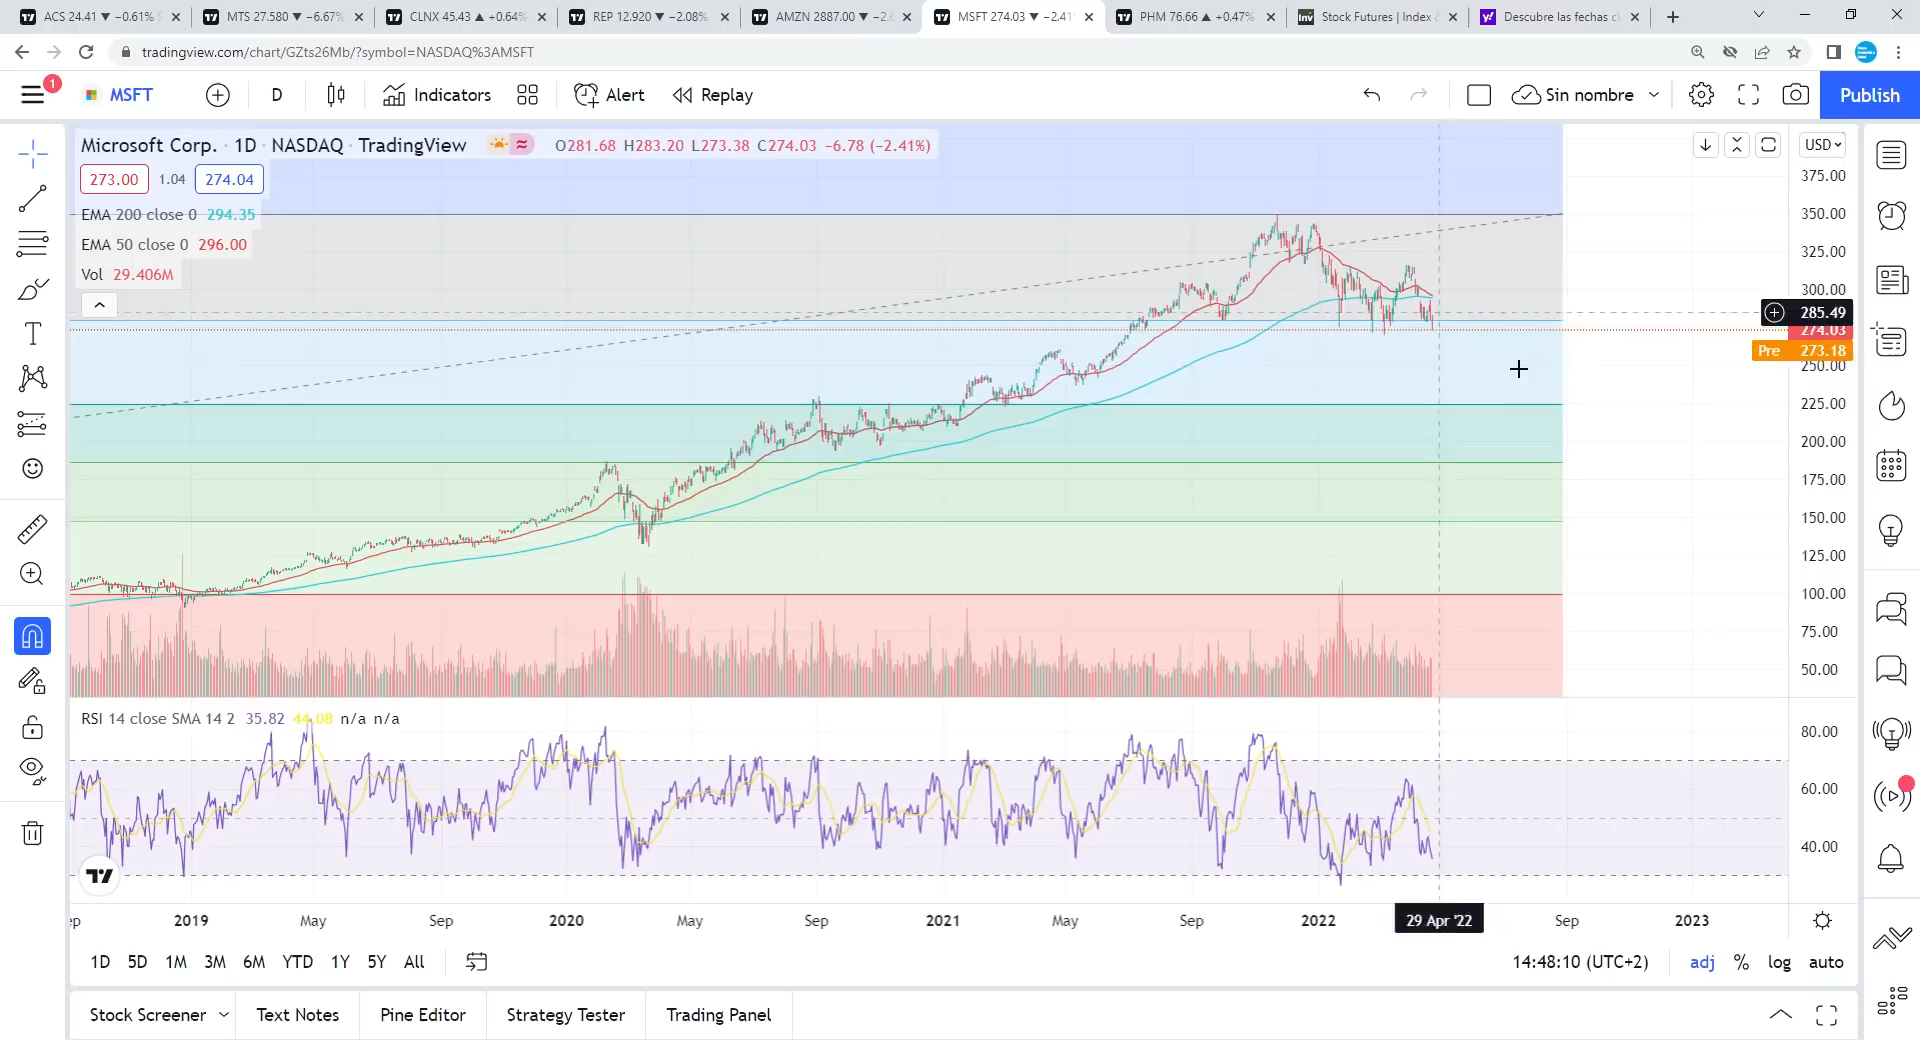 ACS 24.41 ▼ −0.61% S
MTS 27.580 ▼ −6.67%
CLNX 45.43 ▲ +0.64%
REP 12.920 ▼ −2.08%
AMZN 2887.00 ▼ −2.
MSFT 274.03 ▼ −2.41
PHM 76.66 ▲ +0.47%
Stock Futures | Index
Descubre las fechas c
tradingview.com/chart/GZts26Mb/?symbol=NASDAQ%3AMSFT
1
MSFT
D
Indicators
Alert
Replay
Sin nombre
Publish
Microsoft Corp. · 1D · NASDAQ · TradingView
O281.68 H283.20 L273.38 C274.03 −6.78 (−2.41%)
USD
273.00 1.04 274.04
EMA 200 close 0 294.35
EMA 50 close 0 296.00
Vol 29.406M
375.00
350.00
325.00
300.00
285.49
274.03
Pre 273.18
250.00
225.00
200.00
175.00
150.00
125.00
100.00
75.00
50.00
RSI 14 close SMA 14 2 35.82 44.08 n/a n/a
80.00
60.00
40.00
ep 2019 May Sep 2020 May Sep 2021 May Sep 2022 29 Apr '22 Sep 2023
1D 5D 1M 3M 6M YTD 1Y 5Y All
14:48:10 (UTC+2) adj % log auto
Stock Screener Text Notes Pine Editor Strategy Tester Trading Panel